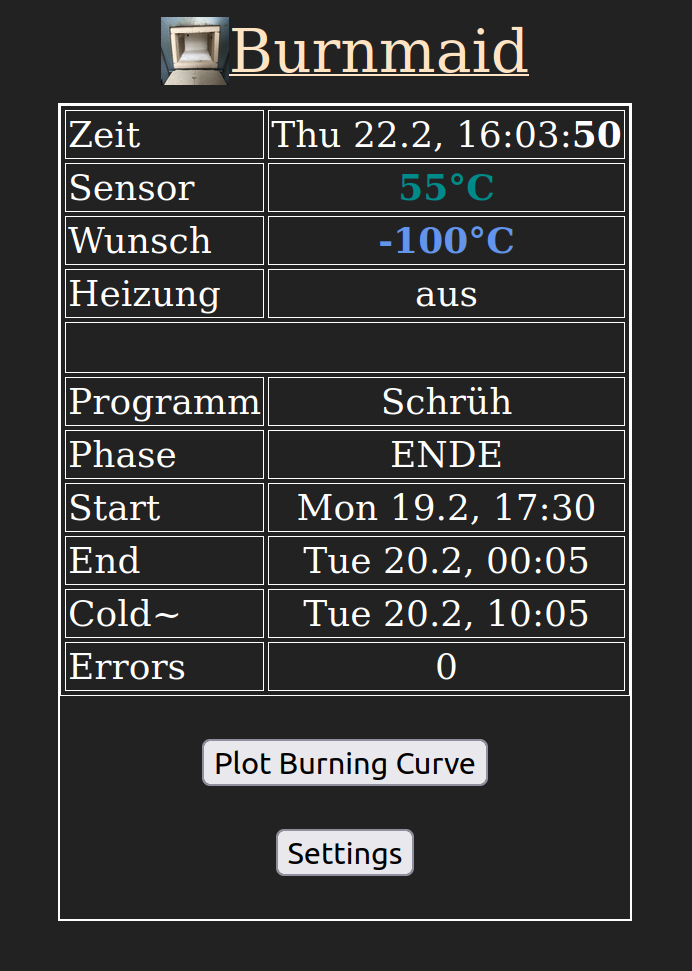 Burnmaid
Zeit Thu 22.2, 16:03:50
Sensor 55°C
Wunsch -100°C
Heizung aus
Programm Schrüh
Phase ENDE
Start Mon 19.2, 17:30
End Tue 20.2, 00:05
Cold~ Tue 20.2, 10:05
Errors 0
Plot Burning Curve
Settings